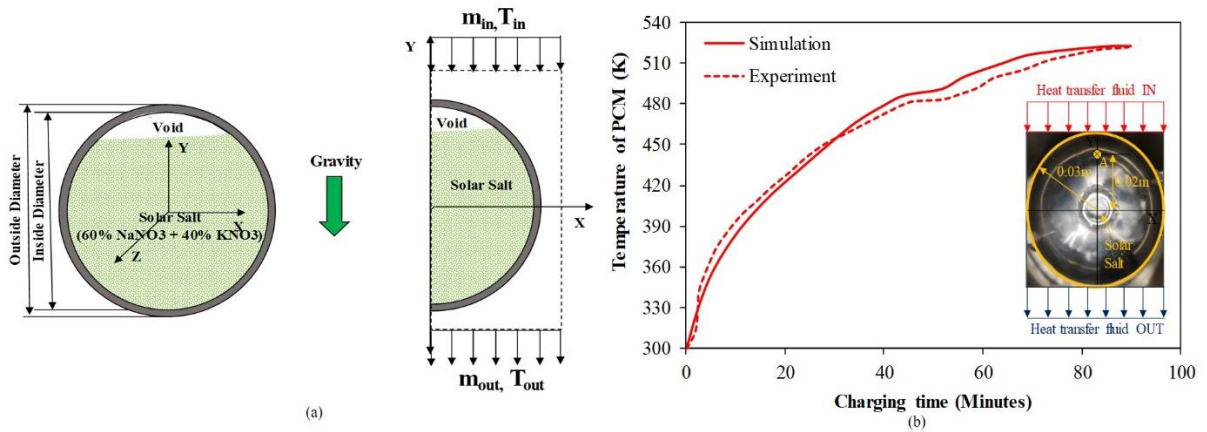 Outside Diameter
Inside Diameter
Void
Y
Solar Salt
X
(60% NaNO3 + 40% KNO3)
Z
Gravity
m_in, T_in
Y
Void
Solar Salt
X
m_out, T_out
(a)
Temperature of PCM (K)
540
510
480
450
420
390
360
330
300
Simulation
Experiment
Heat transfer fluid IN
Y
A
0.03m
0.02m
X
Solar
Salt
Heat transfer fluid OUT
0
20
40
60
80
100
Charging time (Minutes)
(b)